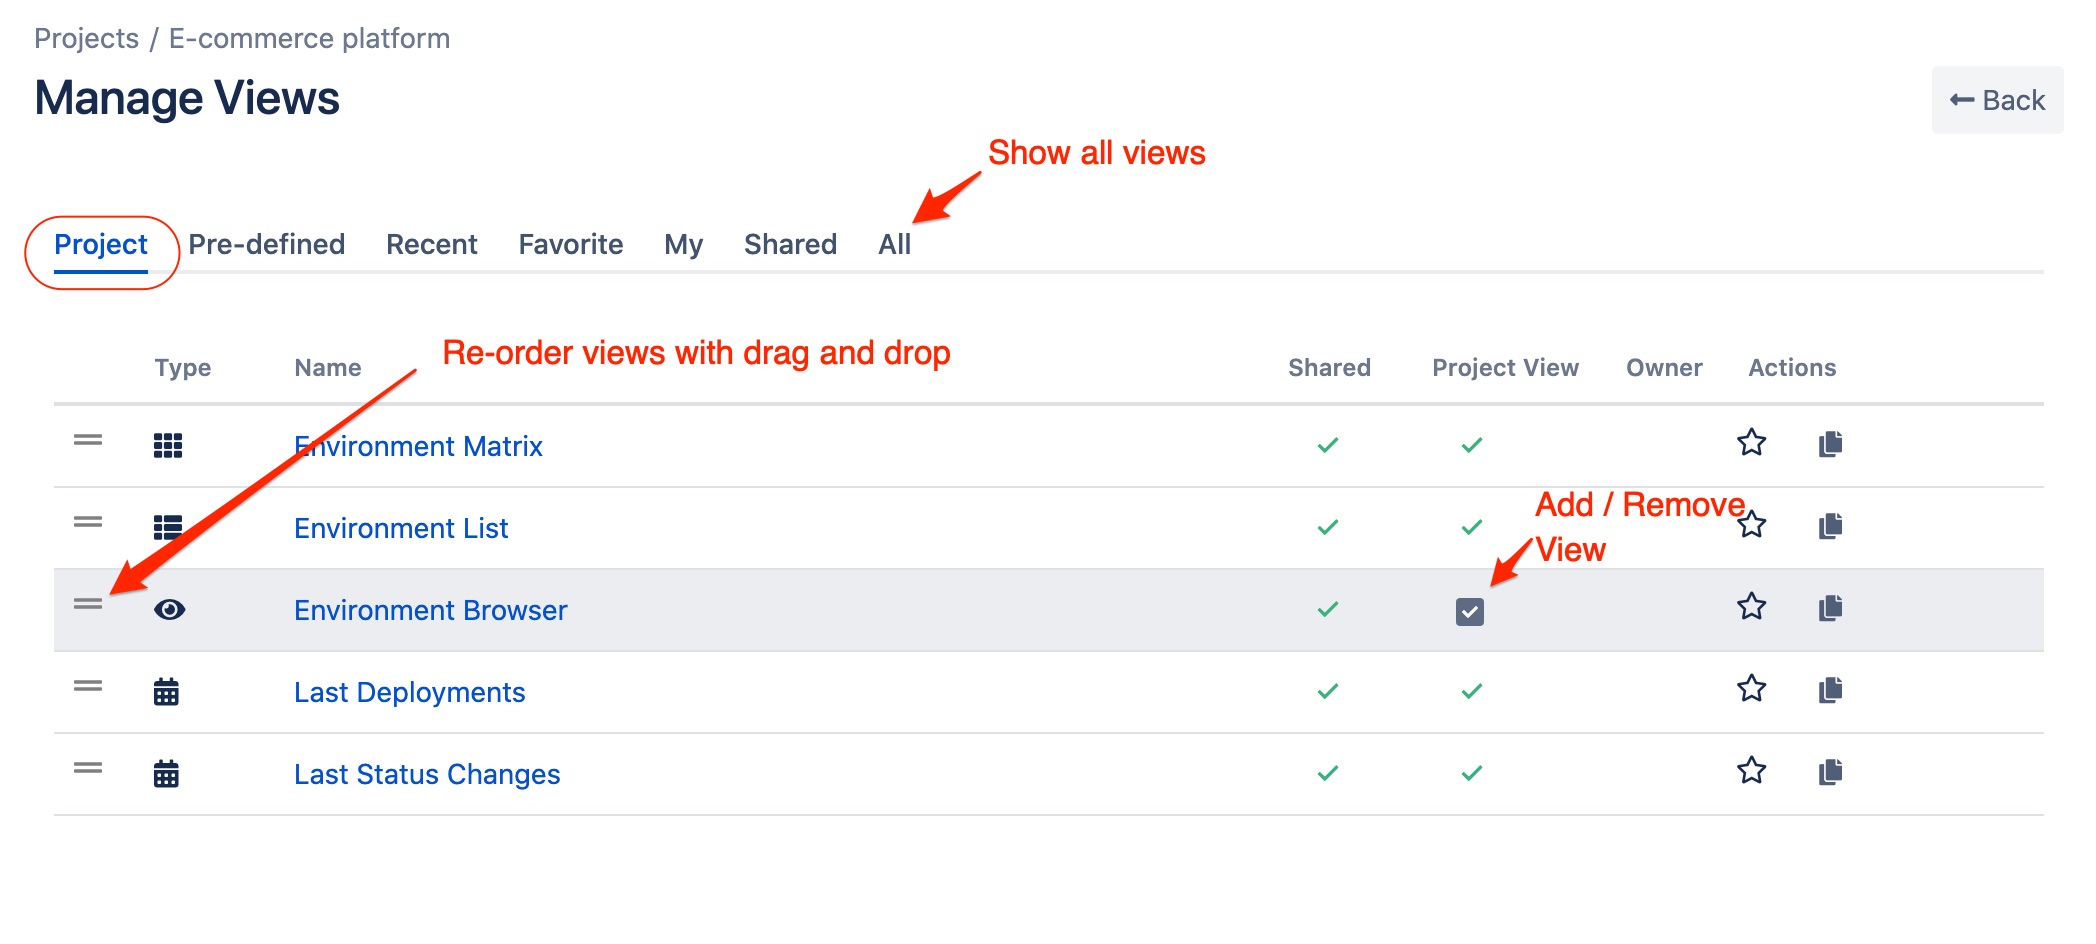 Projects / E-commerce platform
Manage Views
Back
Show all views
Project Pre-defined Recent Favorite My Shared All
Re-order views with drag and drop
Type Name Shared Project View Owner Actions
Environment Matrix
Add / Remove
Environment List
View
Environment Browser
Last Deployments
Last Status Changes